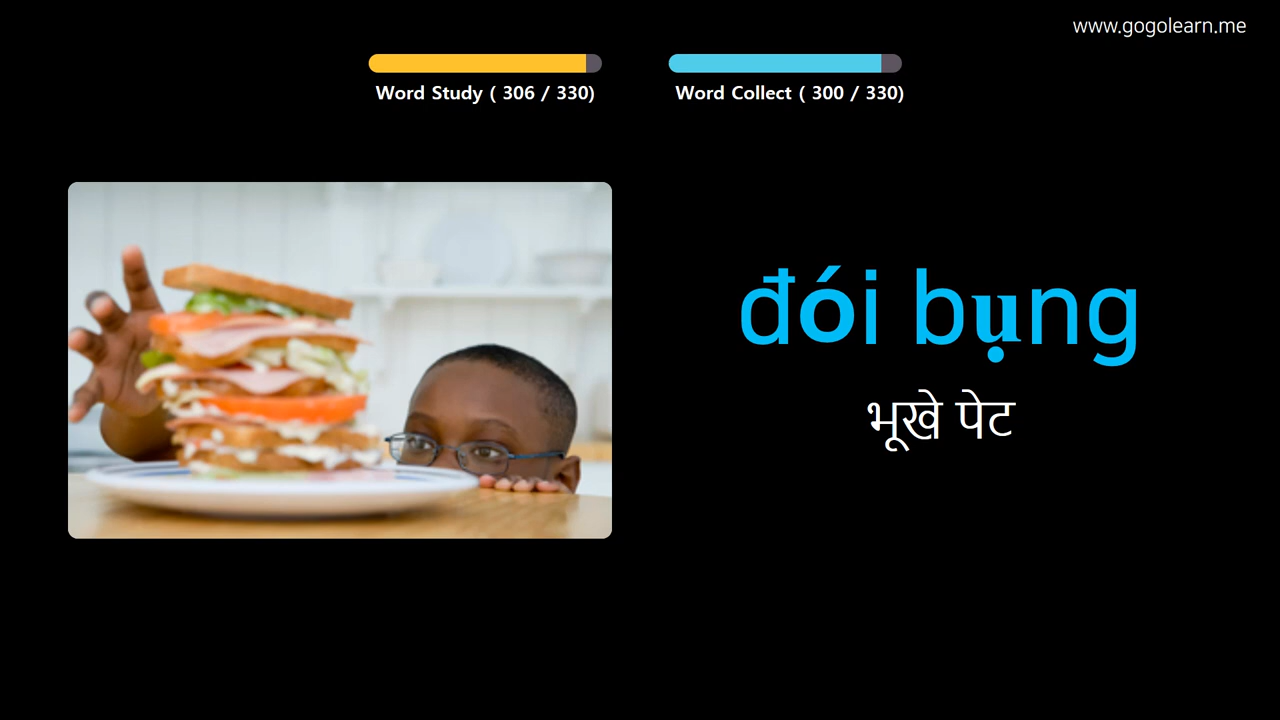 www.gogolearn.me
Word Study ( 306 / 330)
Word Collect ( 300 / 330)
đói bụng
भूखे पेट